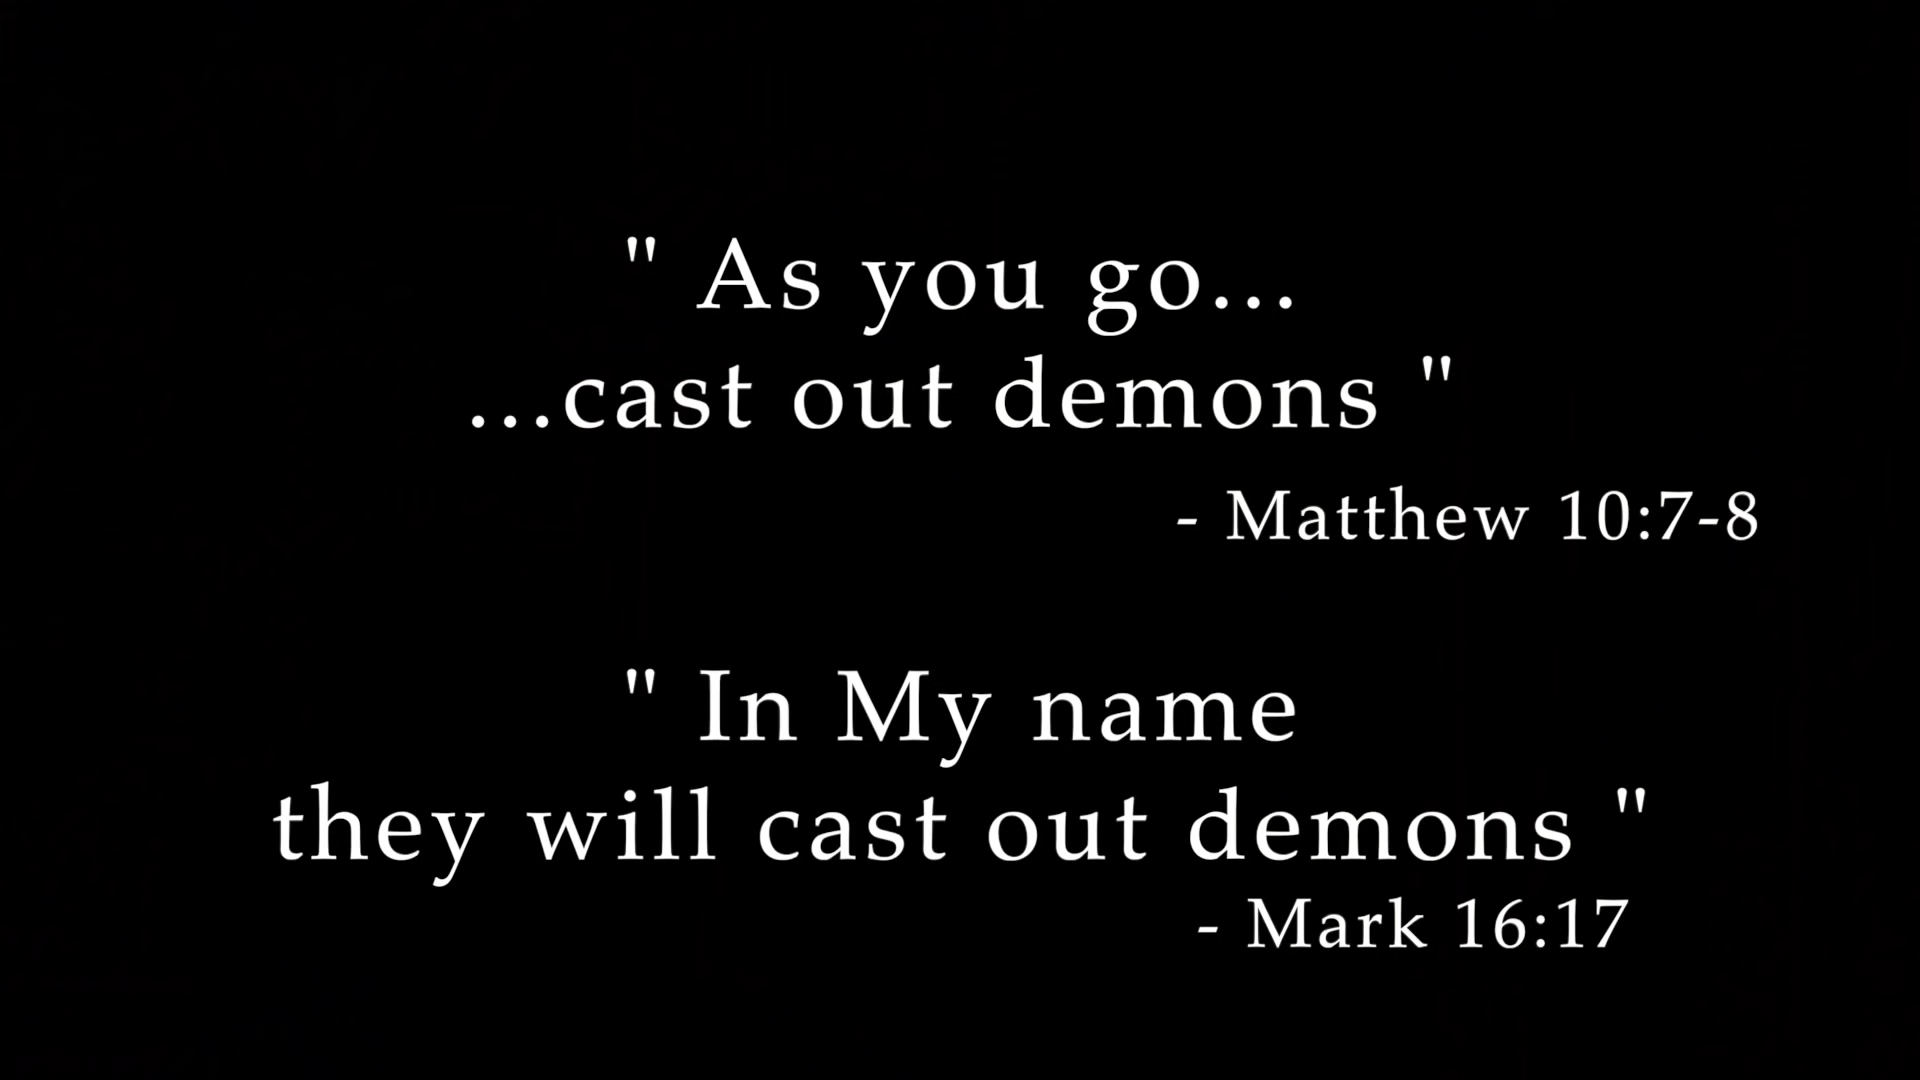 " As you go...
...cast out demons "
- Matthew 10:7-8
" In My name
they will cast out demons "
- Mark 16:17